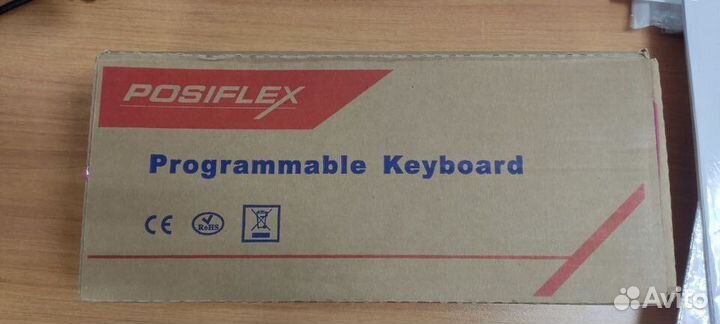 POSIFLEX
Programmable Keyboard
CE RoHS
Avito